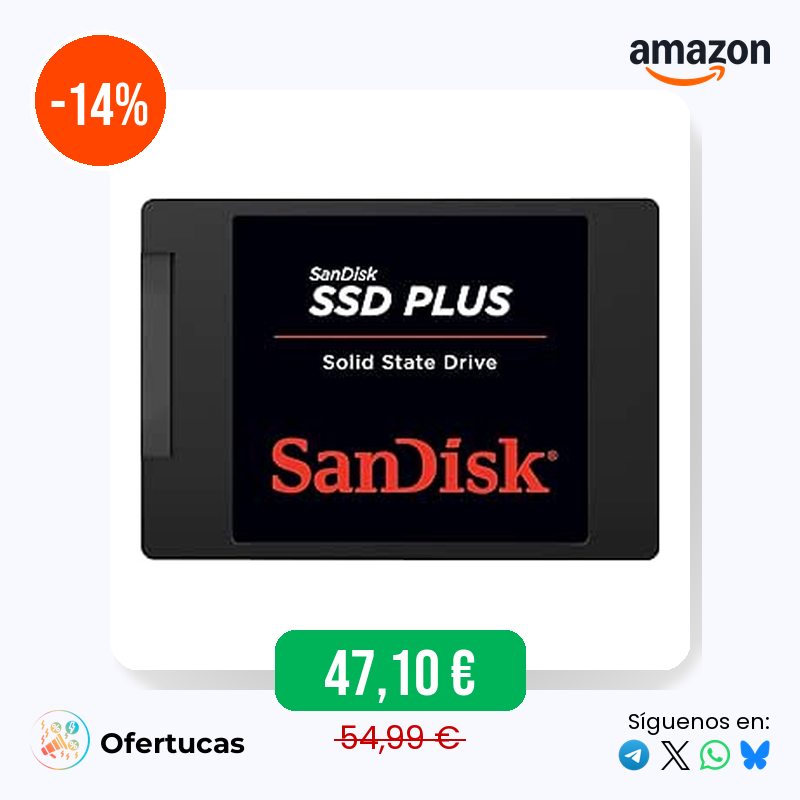 -14%
amazon
SanDisk
SSD PLUS
Solid State Drive
SanDisk®
47,10 €
54,99 €
Ofertucas
Síguenos en: